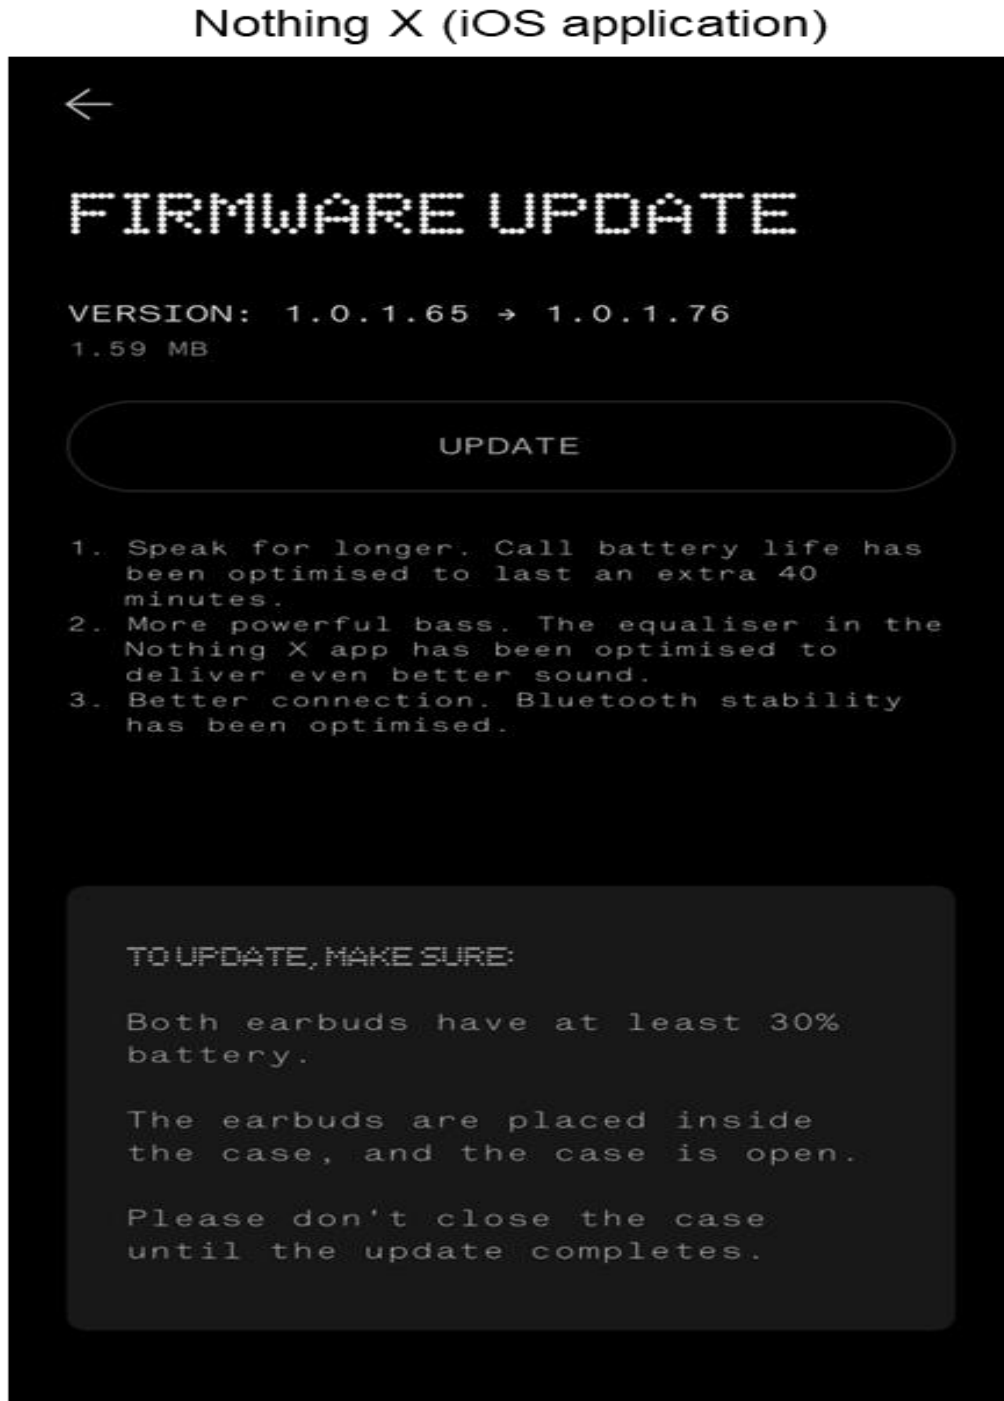 Nothing X (iOS application)
FIRMWARE UPDATE
VERSION: 1.0.1.65 → 1.0.1.76
1.59 MB
UPDATE
1. Speak for longer. Call battery life has
been optimised to last an extra 40
minutes.
2. More powerful bass. The equaliser in the
Nothing X app has been optimised to
deliver even better sound.
3. Better connection. Bluetooth stability
has been optimised.
TO UPDATE, MAKE SURE:
Both earbuds have at least 30%
battery.
The earbuds are placed inside
the case, and the case is open.
Please don't close the case
until the update completes.